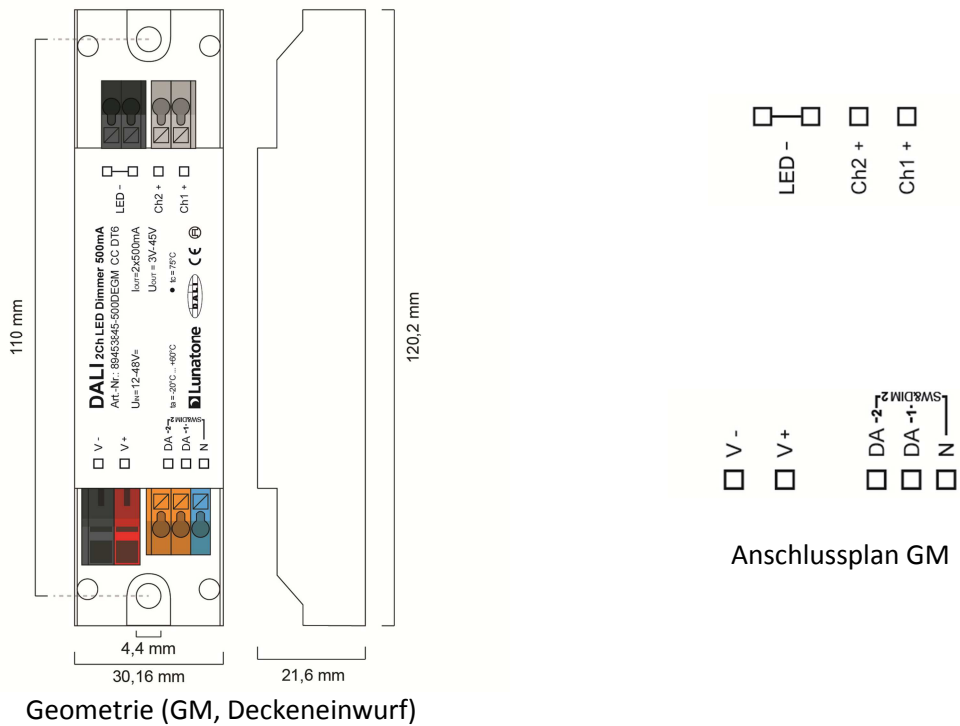 110 mm
LED -
Ch2 +
Ch1 +
DALI 2Ch LED Dimmer 500mA
Art.-Nr.: 89453845-500DEGM CC DT6
UIN=12-48V= IOUT=2x500mA
UOUT = 3V-45V
ta = -20°C ... +60°C • tc = 75°C
Lunatone DALI CE
V -
V +
DA -2-
DA -1-
N
SW&DIM2
4,4 mm
30,16 mm
120,2 mm
21,6 mm
Geometrie (GM, Deckeneinwurf)
LED -
Ch2 +
Ch1 +
V -
V +
DA -2-
DA -1-
N
SW&DIM 2
Anschlussplan GM